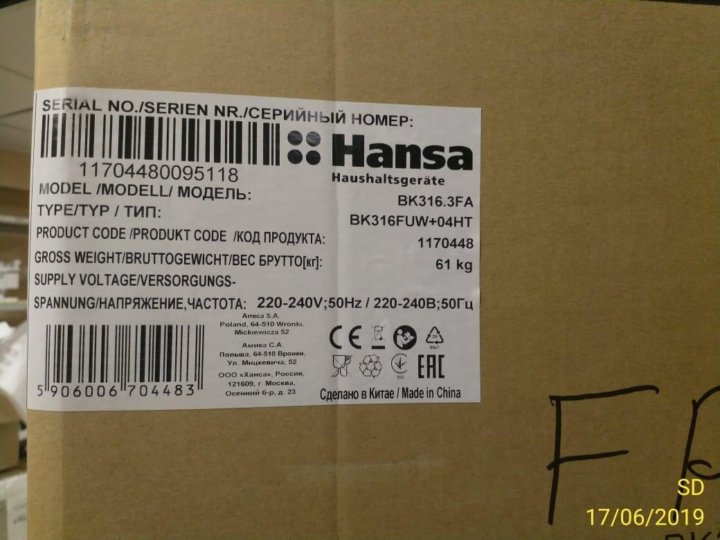 SERIAL NO./SERIEN NR./СЕРИЙНЫЙ НОМЕР:
11704480095118
Hansa
Haushaltsgeräte
MODEL /MODELL/ МОДЕЛЬ: BK316.3FA
TYPE/TYP / ТИП: BK316FUW+04HT
PRODUCT CODE /PRODUKT CODE /КОД ПРОДУКТА: 1170448
GROSS WEIGHT/BRUTTOGEWICHT/ВЕС БРУТТО[кг]: 61 kg
SUPPLY VOLTAGE/VERSORGUNGS-
SPANNUNG/НАПРЯЖЕНИЕ,ЧАСТОТА: 220-240V;50Hz / 220-240В;50Гц
Amica S.A.
Poland, 64-510 Wronki,
Mickiewicza 52
Амика С.А.
Польша, 64-510 Вронки,
Ул. Мицкевича, 52
ООО «Ханса», Россия,
121609, г. Москва,
Осенний б-р, д. 23
5 906006 704483
CE
PAP
EAC
Сделано в Китае / Made in China
F
SD
17/06/2019